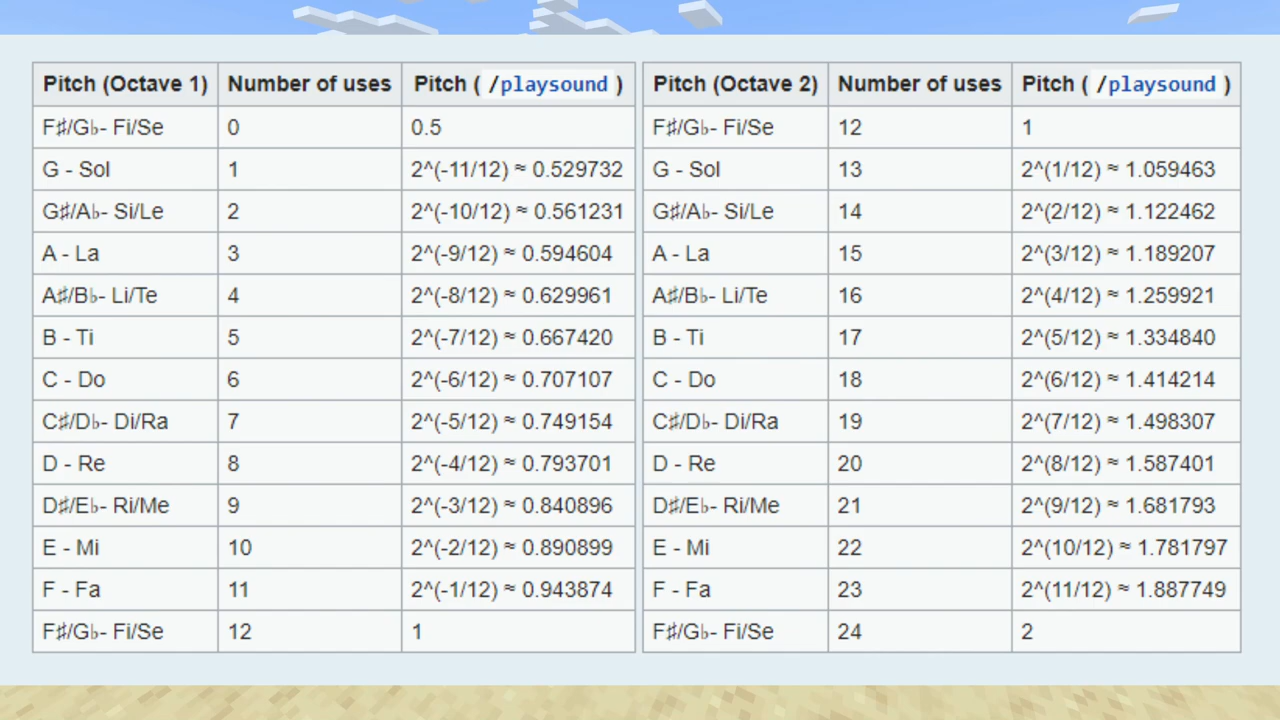 Pitch (Octave 1) Number of uses Pitch ( /playsound ) Pitch (Octave 2) Number of uses Pitch ( /playsound )
F♯/G♭- Fi/Se 0 0.5 F♯/G♭- Fi/Se 12 1
G - Sol 1 2^(-11/12) ≈ 0.529732 G - Sol 13 2^(1/12) ≈ 1.059463
G♯/A♭- Si/Le 2 2^(-10/12) ≈ 0.561231 G♯/A♭- Si/Le 14 2^(2/12) ≈ 1.122462
A - La 3 2^(-9/12) ≈ 0.594604 A - La 15 2^(3/12) ≈ 1.189207
A♯/B♭- Li/Te 4 2^(-8/12) ≈ 0.629961 A♯/B♭- Li/Te 16 2^(4/12) ≈ 1.259921
B - Ti 5 2^(-7/12) ≈ 0.667420 B - Ti 17 2^(5/12) ≈ 1.334840
C - Do 6 2^(-6/12) ≈ 0.707107 C - Do 18 2^(6/12) ≈ 1.414214
C♯/D♭- Di/Ra 7 2^(-5/12) ≈ 0.749154 C♯/D♭- Di/Ra 19 2^(7/12) ≈ 1.498307
D - Re 8 2^(-4/12) ≈ 0.793701 D - Re 20 2^(8/12) ≈ 1.587401
D♯/E♭- Ri/Me 9 2^(-3/12) ≈ 0.840896 D♯/E♭- Ri/Me 21 2^(9/12) ≈ 1.681793
E - Mi 10 2^(-2/12) ≈ 0.890899 E - Mi 22 2^(10/12) ≈ 1.781797
F - Fa 11 2^(-1/12) ≈ 0.943874 F - Fa 23 2^(11/12) ≈ 1.887749
F♯/G♭- Fi/Se 12 1 F♯/G♭- Fi/Se 24 2